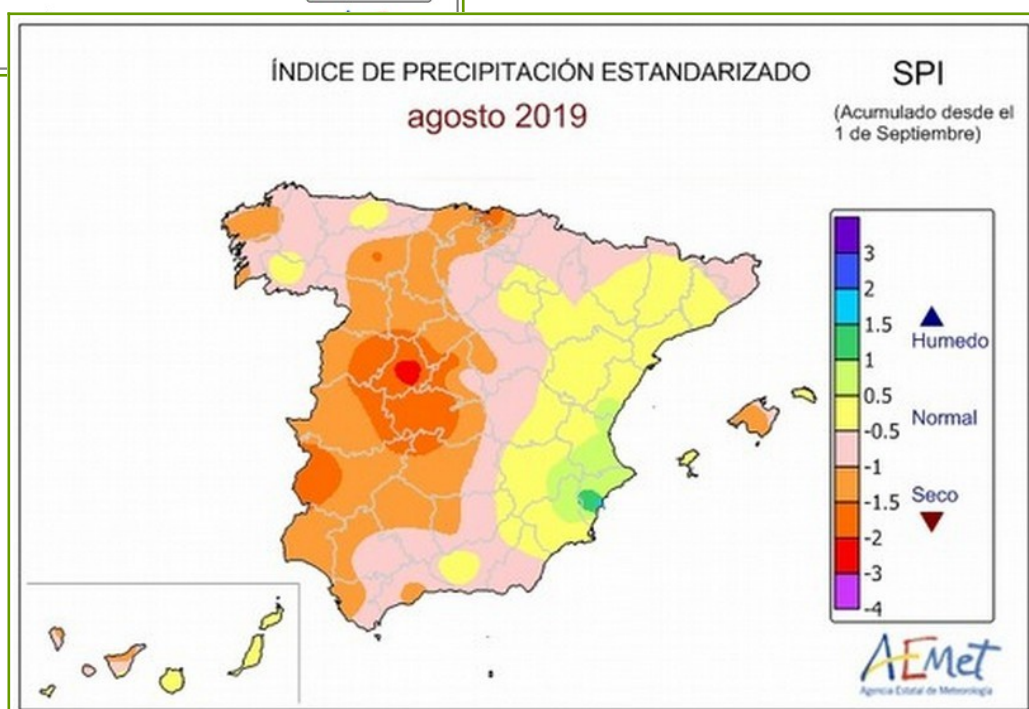 ÍNDICE DE PRECIPITACIÓN ESTANDARIZADO
agosto 2019
SPI
(Acumulado desde el
1 de Septiembre)
3
2
1.5
Humedo
1
0.5
Normal
-0.5
-1
Seco
-1.5
-2
-3
-4
AEMet
Agencia Estatal de Meteorología